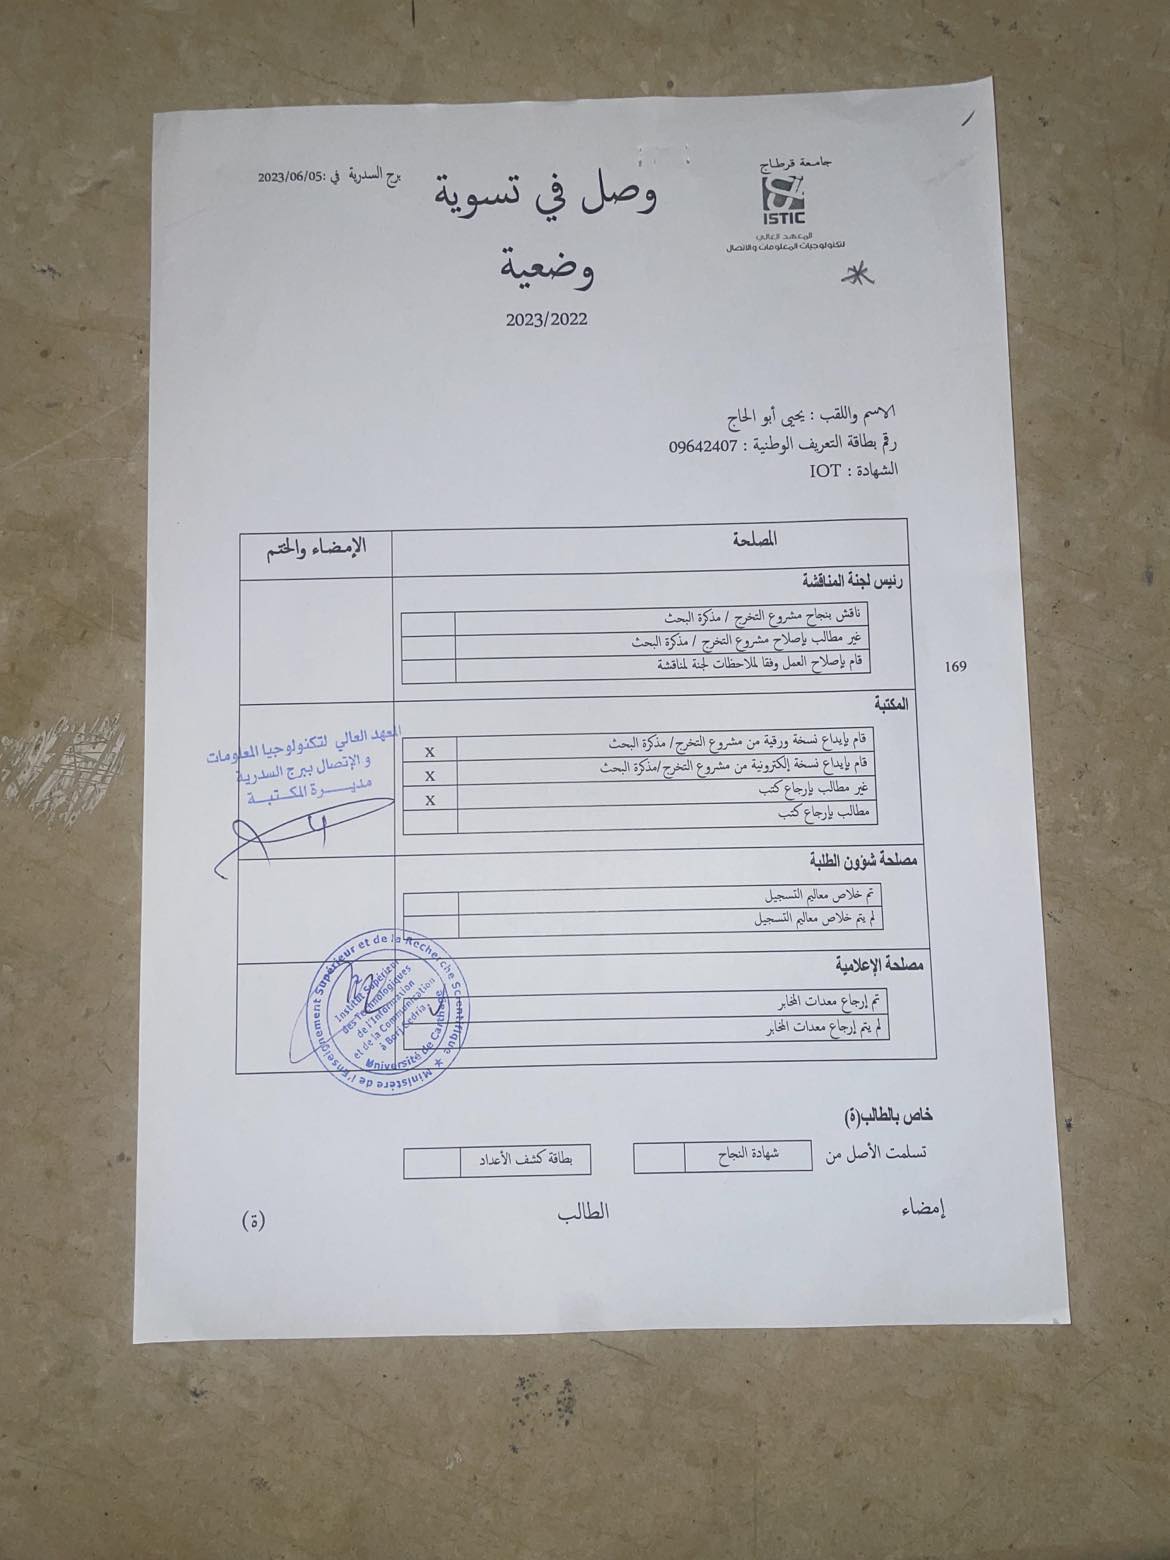 جامعة قرطاج
ISTIC
المعهد العالي
لتكنولوجيات المعلومات والاتصال
برج السدرية في :2023/06/05
وصل في تسوية
وضعية
2023/2022
الاسم واللقب : يحيى أبو الحاج
رقم بطاقة التعريف الوطنية : 09642407
الشهادة : IOT
المصلحة
الإمضاء والختم
رئيس لجنة المناقشة
ناقش بنجاح مشروع التخرج / مذكرة البحث
غير مطالب بإصلاح مشروع التخرج / مذكرة البحث
قام بإصلاح العمل وفقا لملاحظات لجنة لمناقشة
169
المكتبة
قام بإيداع نسخة ورقية من مشروع التخرج/ مذكرة البحث X
قام بإيداع نسخة إلكترونية من مشروع التخرج/مذكرة البحث X
غير مطالب بإرجاع كتب X
مطالب بإرجاع كتب
المعهد العالي لتكنولوجيا المعلومات
و الإتصال ببرج السدرية
مديرة المكتبة
مصلحة شؤون الطلبة
تم خلاص معاليم التسجيل
لم يتم خلاص معاليم التسجيل
مصلحة الإعلامية
تم إرجاع معدات المخابر
لم يتم إرجاع معدات المخابر
Ministère de l'Enseignement Supérieur et de la Recherche Scientifique
Institut Supérieur
des Technologiques
de l'Information
et de la Communication
à Borj Cedria
Université de Carthage
خاص بالطالب(ة)
تسلمت الأصل من شهادة النجاح بطاقة كشف الأعداد
إمضاء الطالب (ة)